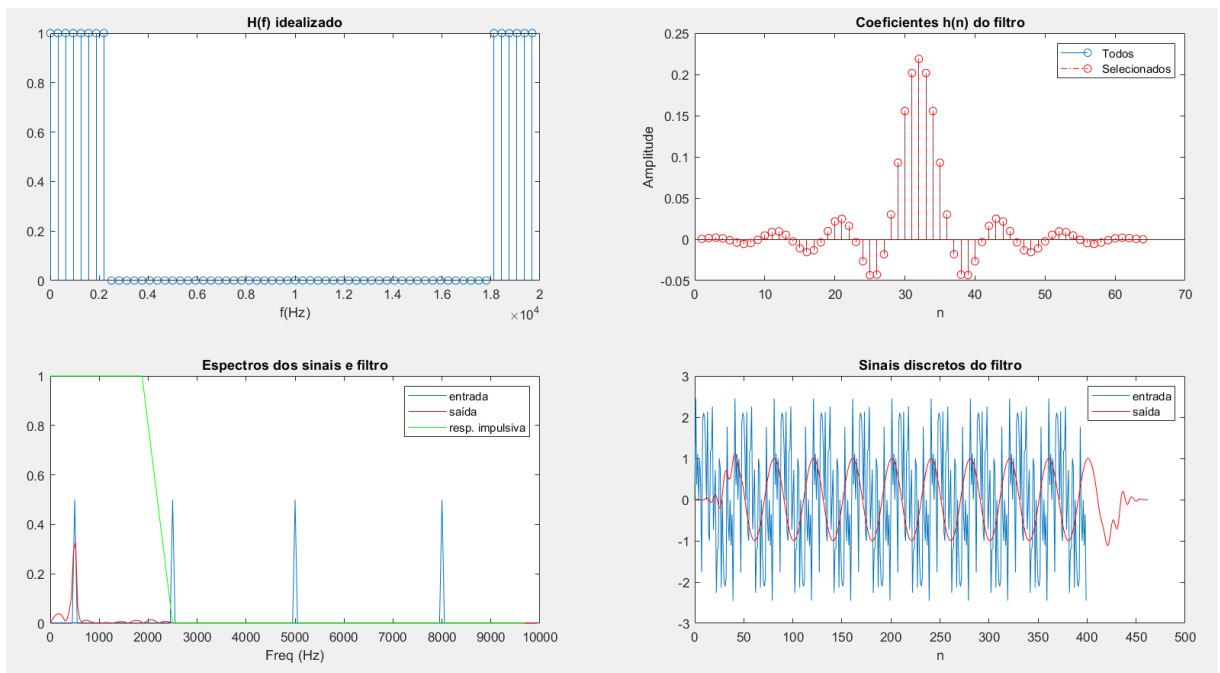 H(f) idealizado
1
0.8
0.6
0.4
0.2
0
0 0.2 0.4 0.6 0.8 1 1.2 1.4 1.6 1.8 2
f(Hz)
×10^4
Coeficientes h(n) do filtro
Amplitude
0.25
0.2
0.15
0.1
0.05
0
-0.05
Todos
Selecionados
0 10 20 30 40 50 60 70
n
Espectros dos sinais e filtro
1
0.8
0.6
0.4
0.2
0
entrada
saída
resp. impulsiva
0 1000 2000 3000 4000 5000 6000 7000 8000 9000 10000
Freq (Hz)
Sinais discretos do filtro
3
2
1
0
-1
-2
-3
entrada
saída
0 50 100 150 200 250 300 350 400 450 500
n